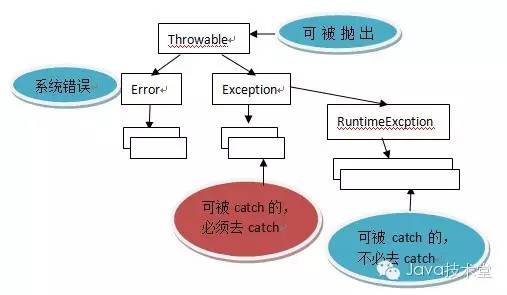 Throwable
可被抛出
系统错误
Error
Exception
RuntimeExcption
可被 catch 的，
必须去 catch
可被 catch 的，
不必去 catch
Java技术堂